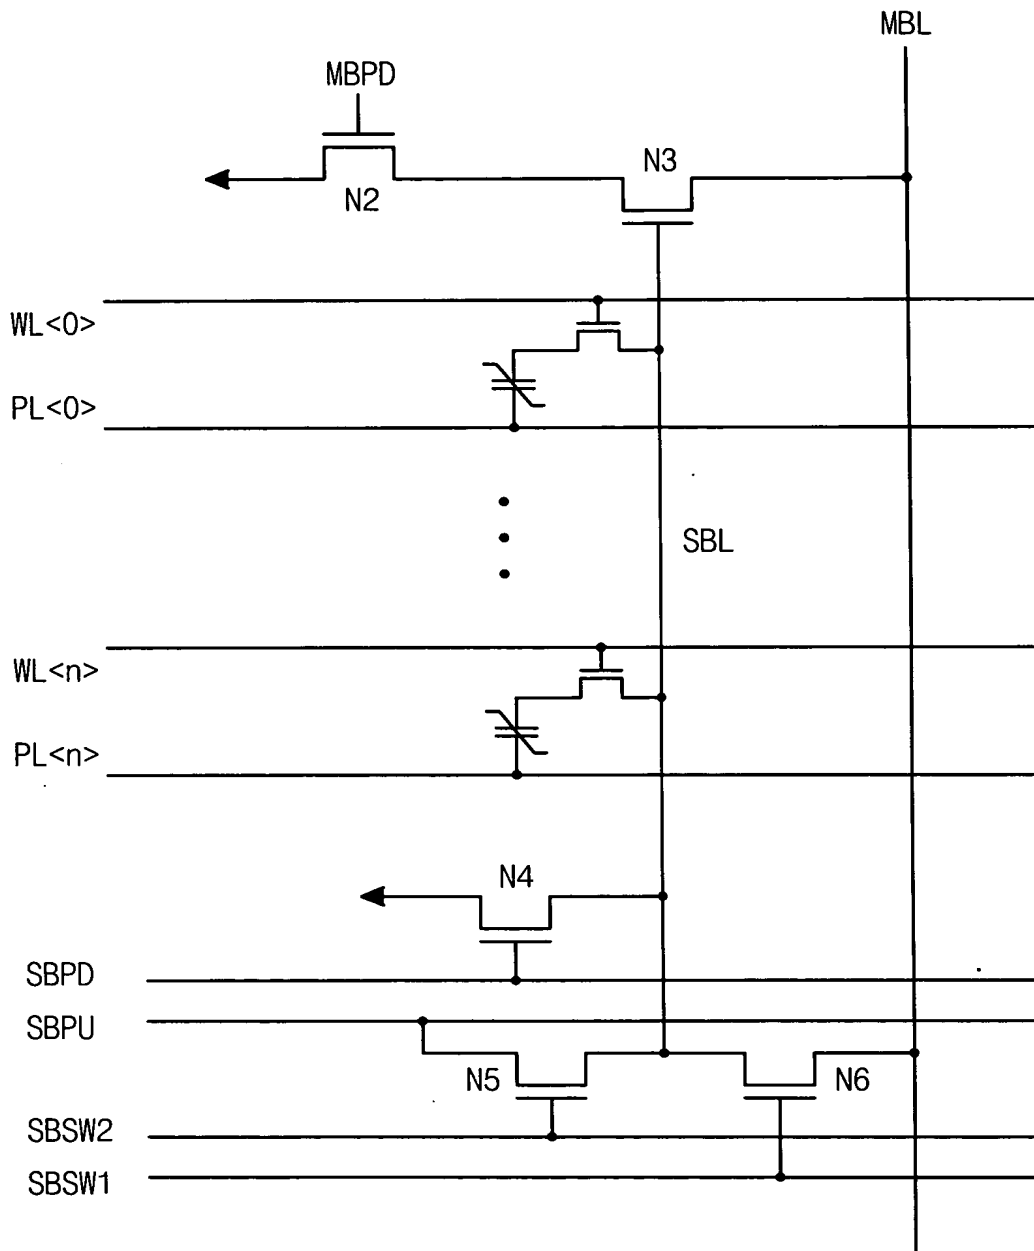 MBL
MBPD
N3
N2
WL<0>
PL<0>
SBL
WL<n>
PL<n>
N4
SBPD
SBPU
N5
N6
SBSW2
SBSW1